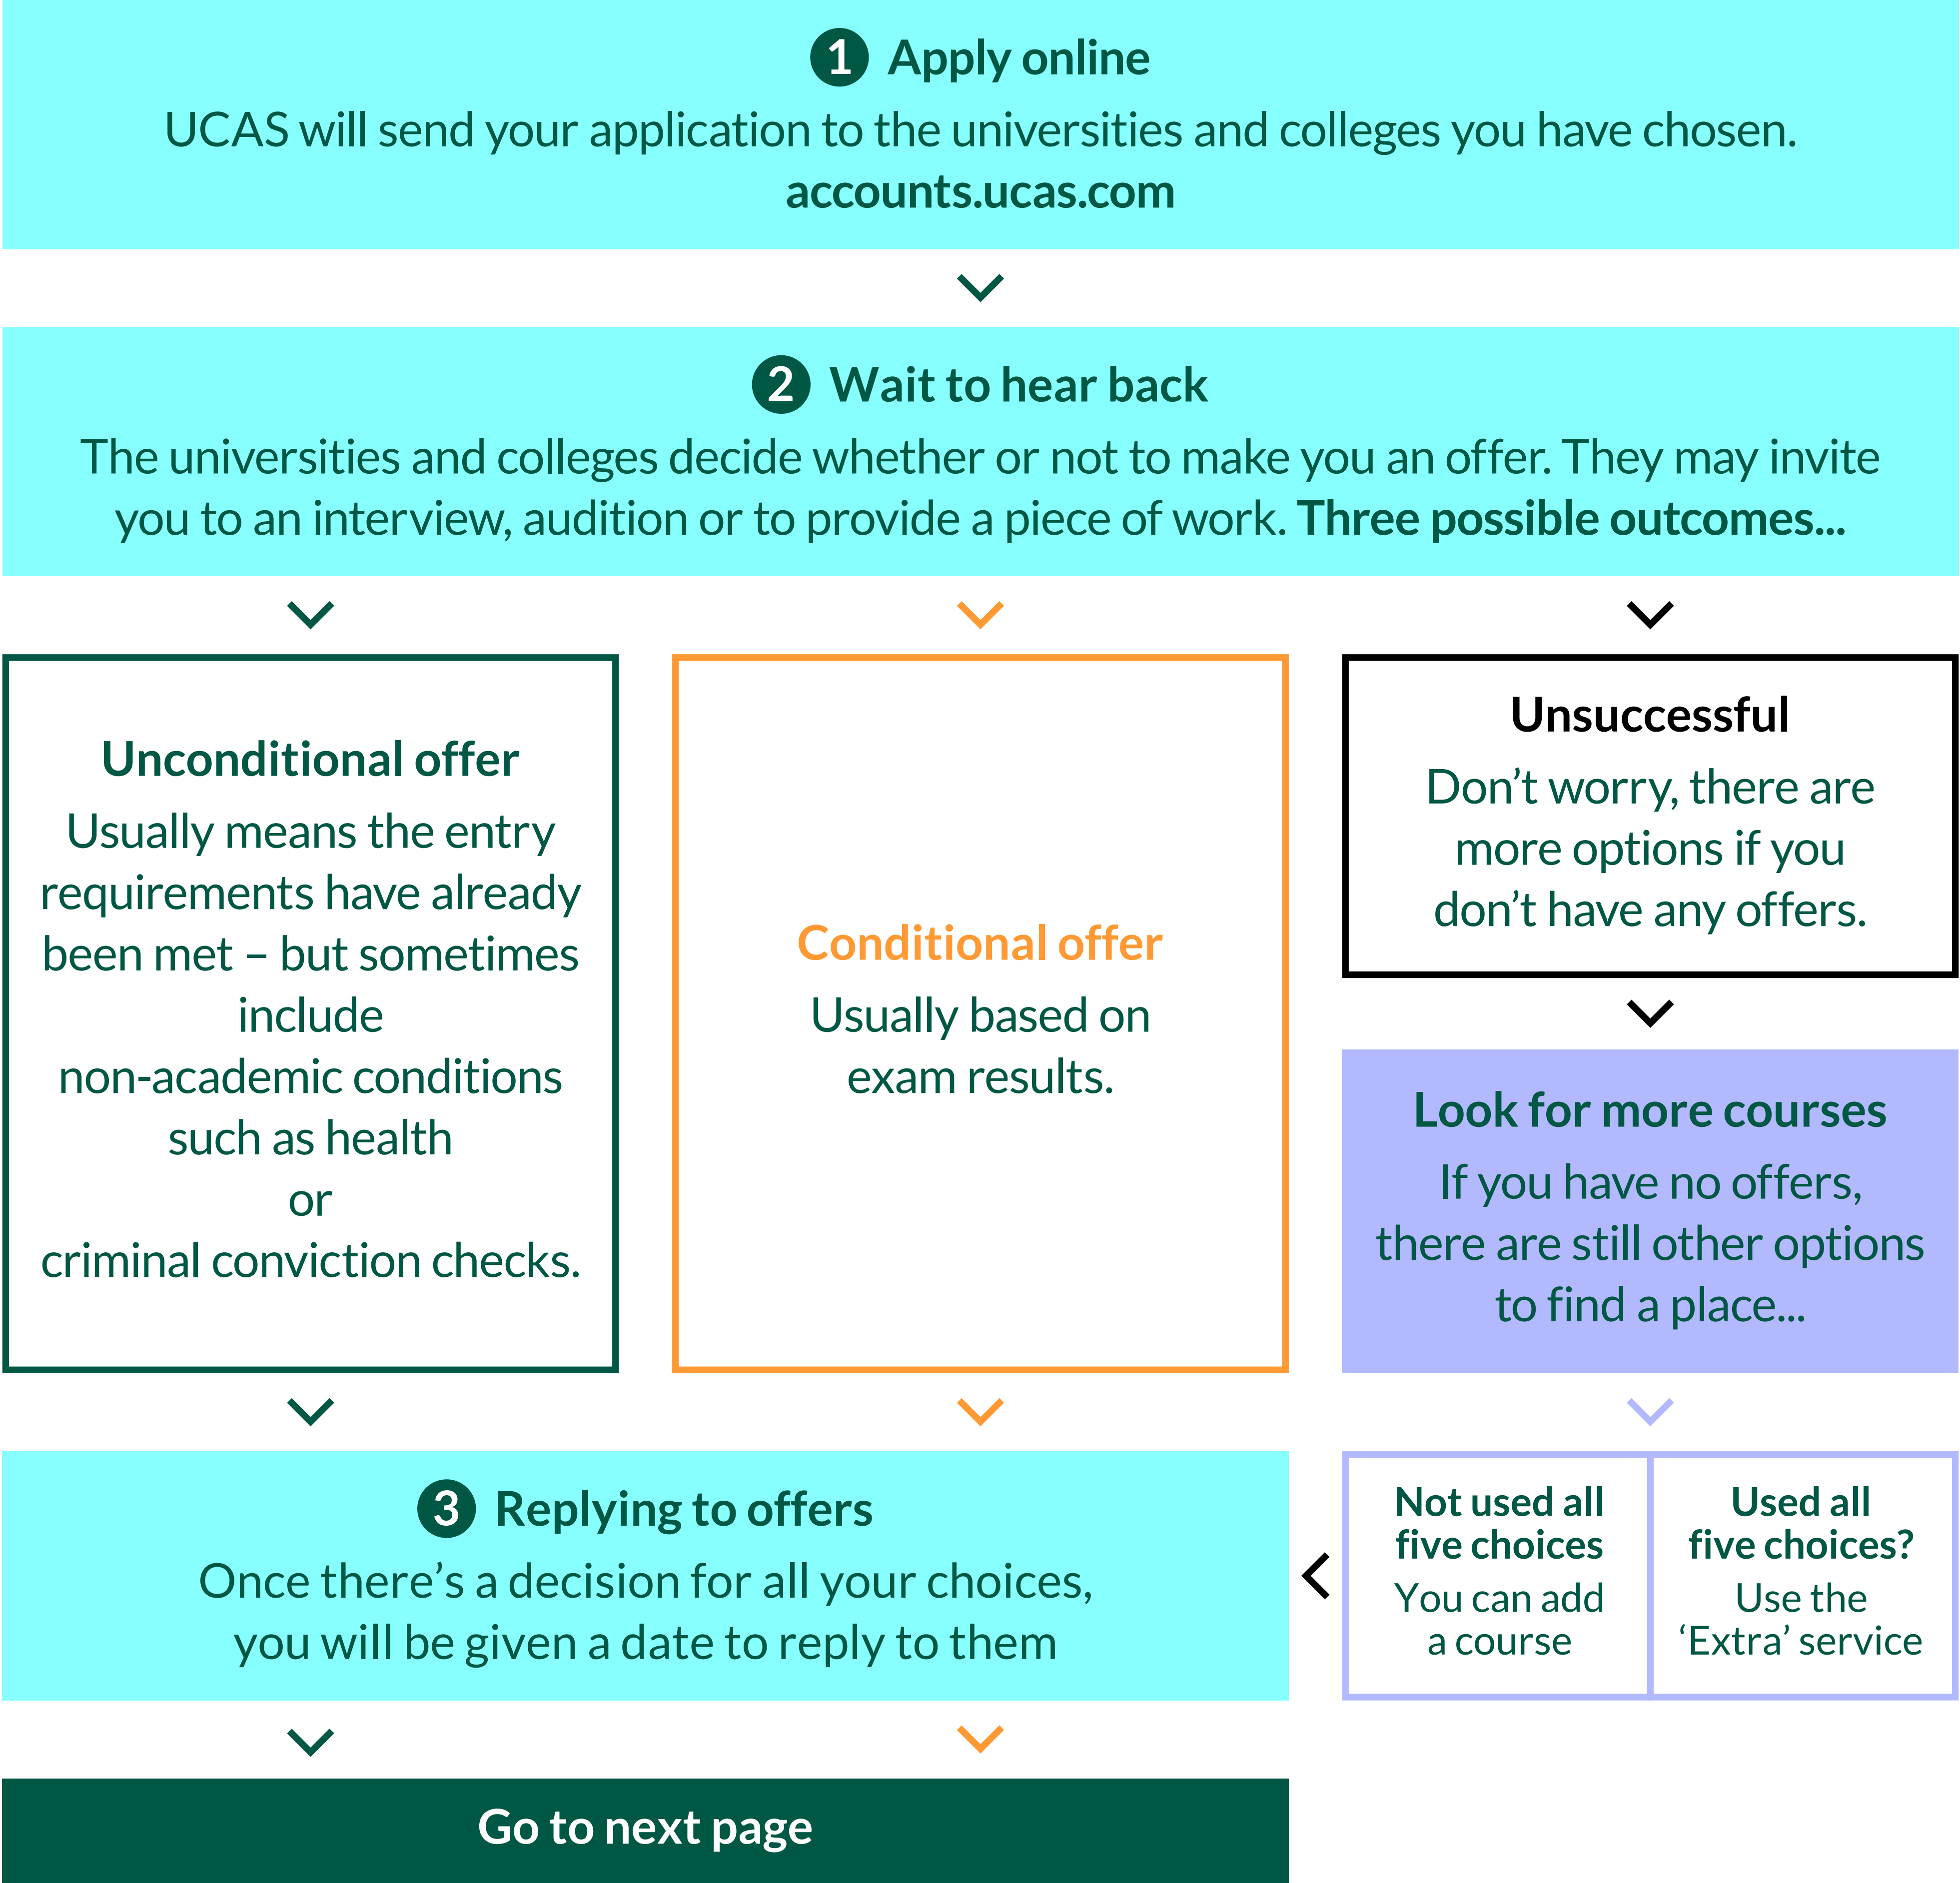 1 Apply online
UCAS will send your application to the universities and colleges you have chosen.
accounts.ucas.com
2 Wait to hear back
The universities and colleges decide whether or not to make you an offer. They may invite
you to an interview, audition or to provide a piece of work. Three possible outcomes...
Unconditional offer
Usually means the entry
requirements have already
been met – but sometimes
include
non-academic conditions
such as health
or
criminal conviction checks.
Conditional offer
Usually based on
exam results.
Unsuccessful
Don’t worry, there are
more options if you
don’t have any offers.
Look for more courses
If you have no offers,
there are still other options
to find a place...
3 Replying to offers
Once there’s a decision for all your choices,
you will be given a date to reply to them
Not used all
five choices
You can add
a course
Used all
five choices?
Use the
‘Extra’ service
Go to next page